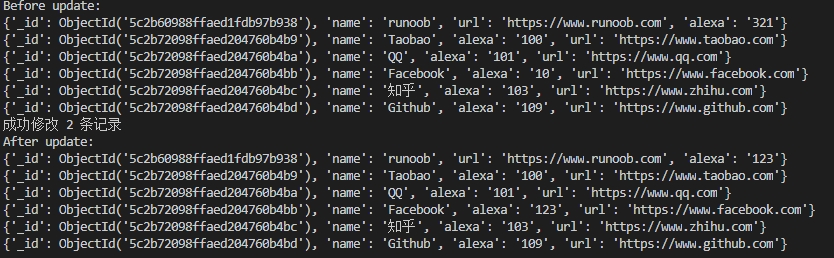 Before update:
{'_id': ObjectId('5c2b60988ffaed1fdb97b938'), 'name': 'runoob', 'url': 'https://www.runoob.com', 'alexa': '321'}
{'_id': ObjectId('5c2b72098ffaed204760b4b9'), 'name': 'Taobao', 'alexa': '100', 'url': 'https://www.taobao.com'}
{'_id': ObjectId('5c2b72098ffaed204760b4ba'), 'name': 'QQ', 'alexa': '101', 'url': 'https://www.qq.com'}
{'_id': ObjectId('5c2b72098ffaed204760b4bb'), 'name': 'Facebook', 'alexa': '10', 'url': 'https://www.facebook.com'}
{'_id': ObjectId('5c2b72098ffaed204760b4bc'), 'name': '知乎', 'alexa': '103', 'url': 'https://www.zhihu.com'}
{'_id': ObjectId('5c2b72098ffaed204760b4bd'), 'name': 'Github', 'alexa': '109', 'url': 'https://www.github.com'}
成功修改 2 条记录
After update:
{'_id': ObjectId('5c2b60988ffaed1fdb97b938'), 'name': 'runoob', 'url': 'https://www.runoob.com', 'alexa': '123'}
{'_id': ObjectId('5c2b72098ffaed204760b4b9'), 'name': 'Taobao', 'alexa': '100', 'url': 'https://www.taobao.com'}
{'_id': ObjectId('5c2b72098ffaed204760b4ba'), 'name': 'QQ', 'alexa': '101', 'url': 'https://www.qq.com'}
{'_id': ObjectId('5c2b72098ffaed204760b4bb'), 'name': 'Facebook', 'alexa': '123', 'url': 'https://www.facebook.com'}
{'_id': ObjectId('5c2b72098ffaed204760b4bc'), 'name': '知乎', 'alexa': '103', 'url': 'https://www.zhihu.com'}
{'_id': ObjectId('5c2b72098ffaed204760b4bd'), 'name': 'Github', 'alexa': '109', 'url': 'https://www.github.com'}